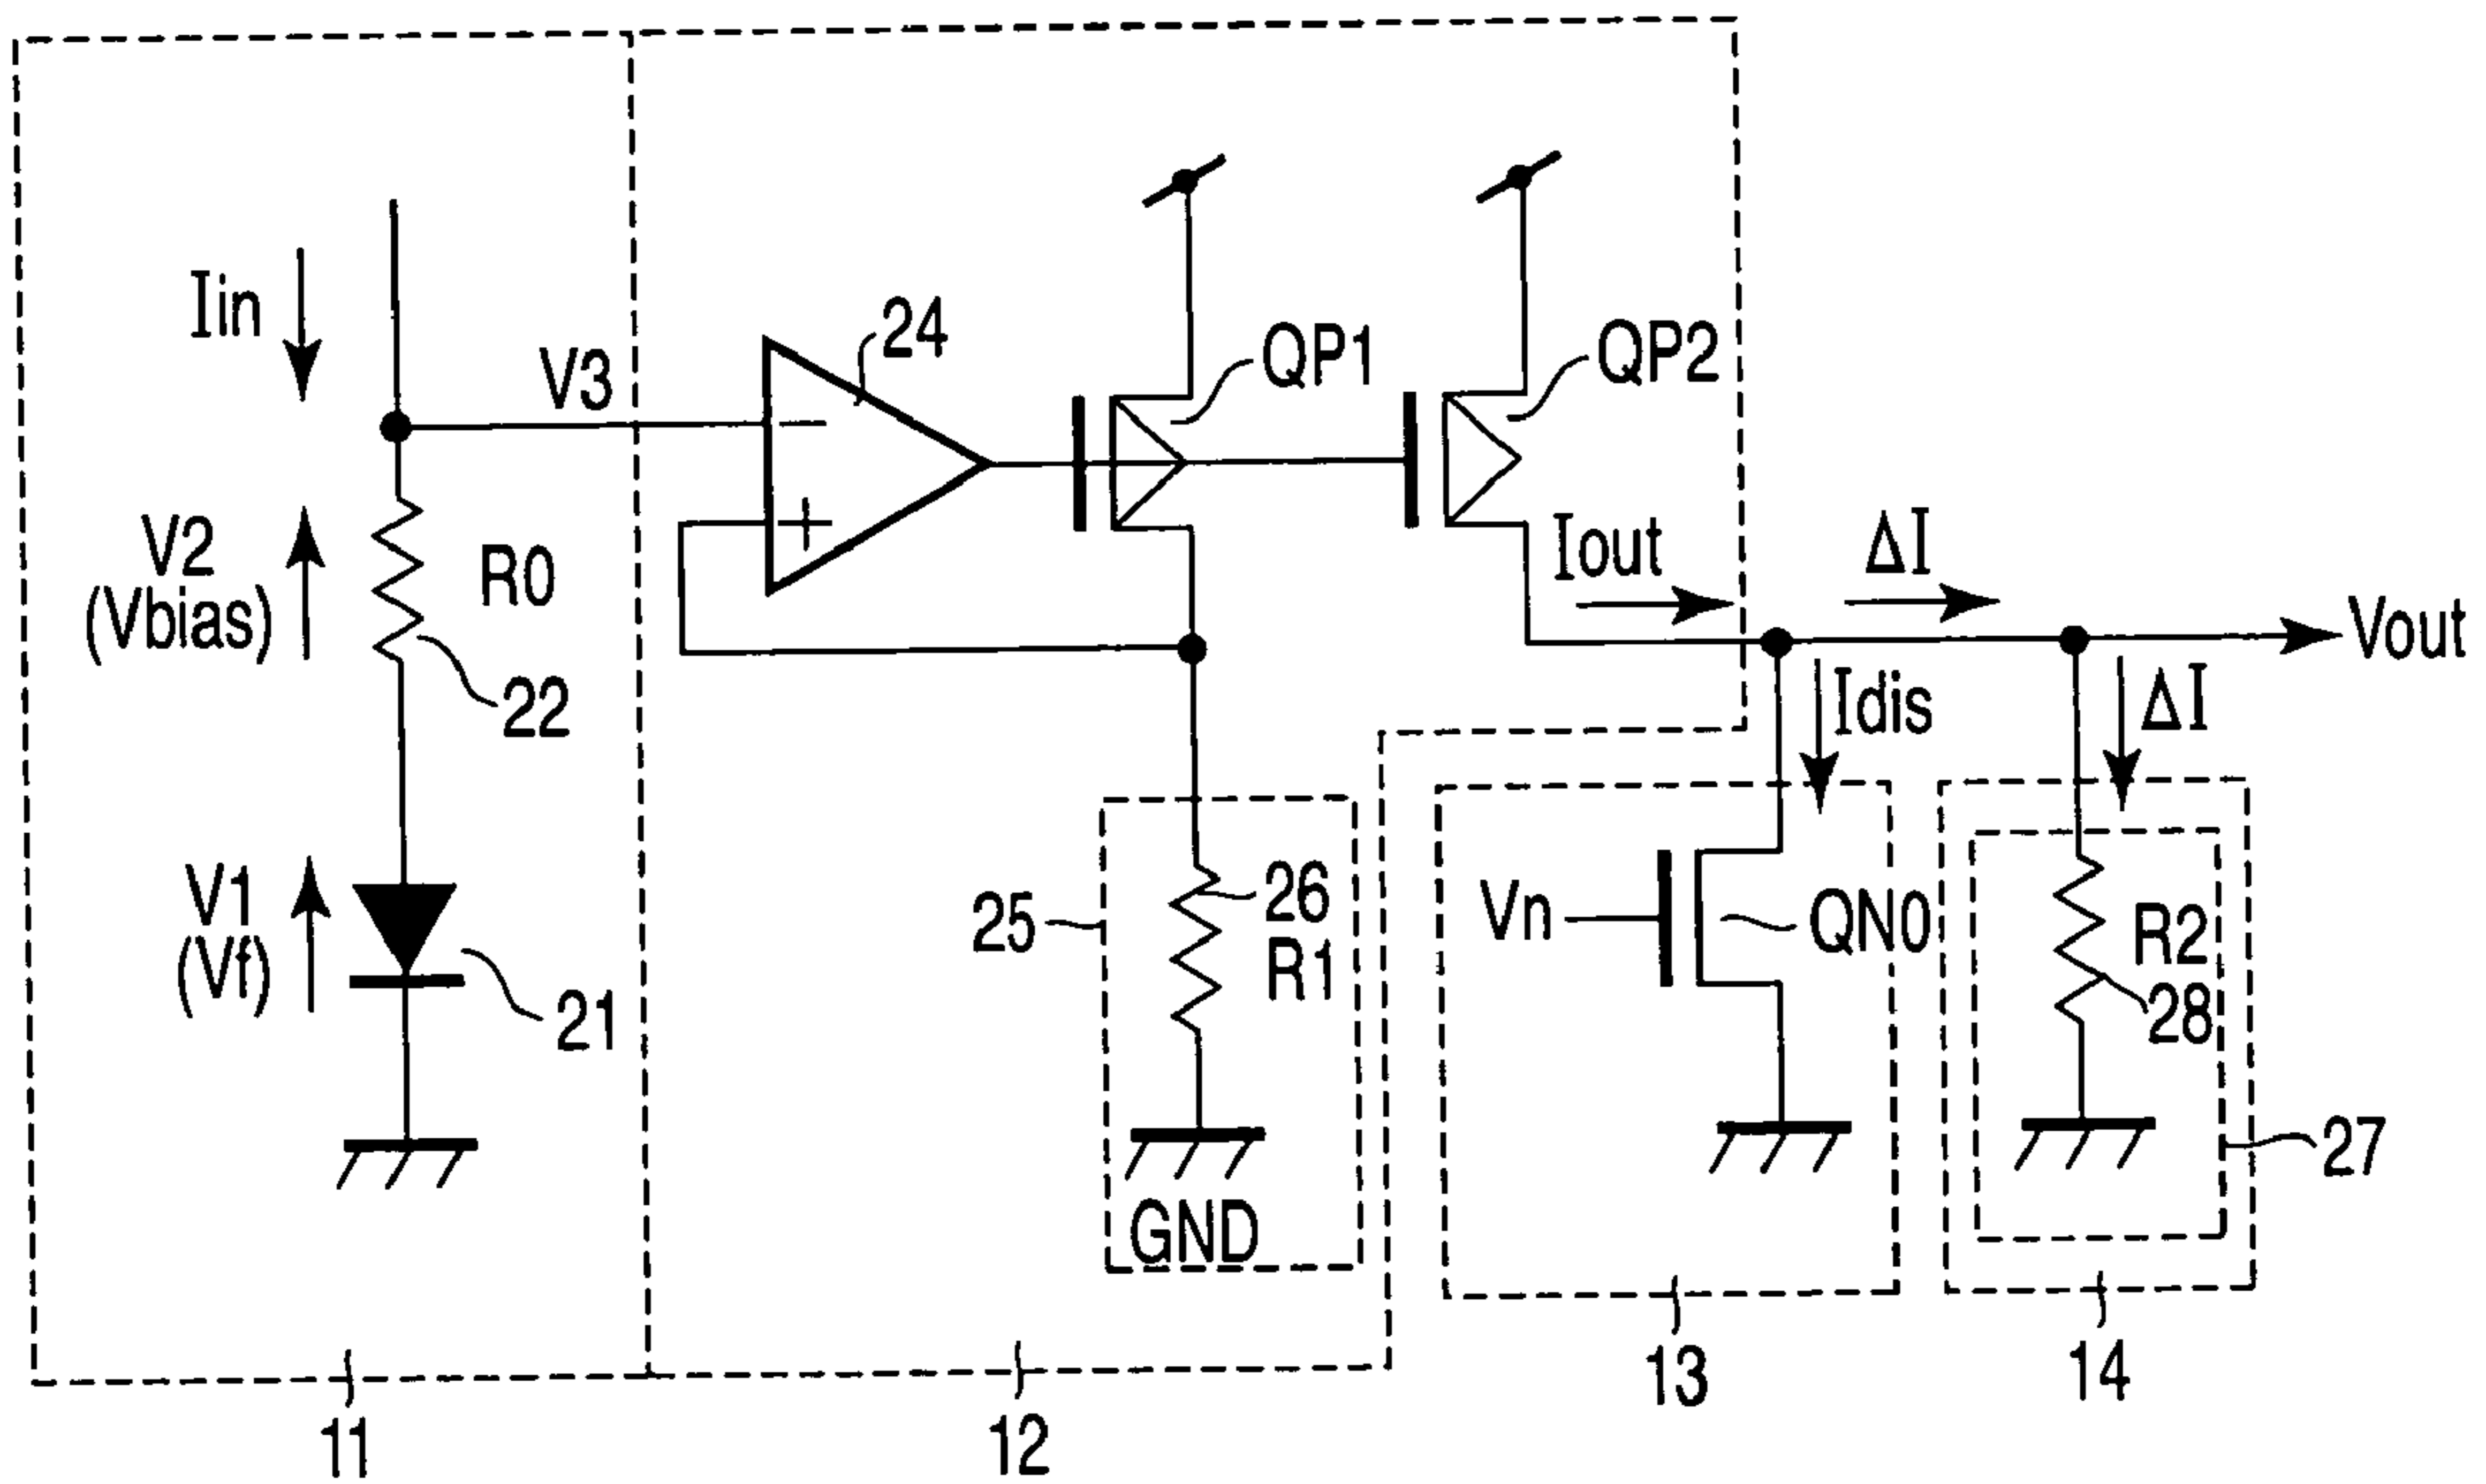 Iin
V3
24
QP1
QP2
V2
(Vbias)
R0
22
Iout
ΔI
Vout
Idis
ΔI
V1
(Vf)
21
25
26
R1
GND
Vn
QN0
R2
28
27
11
12
13
14